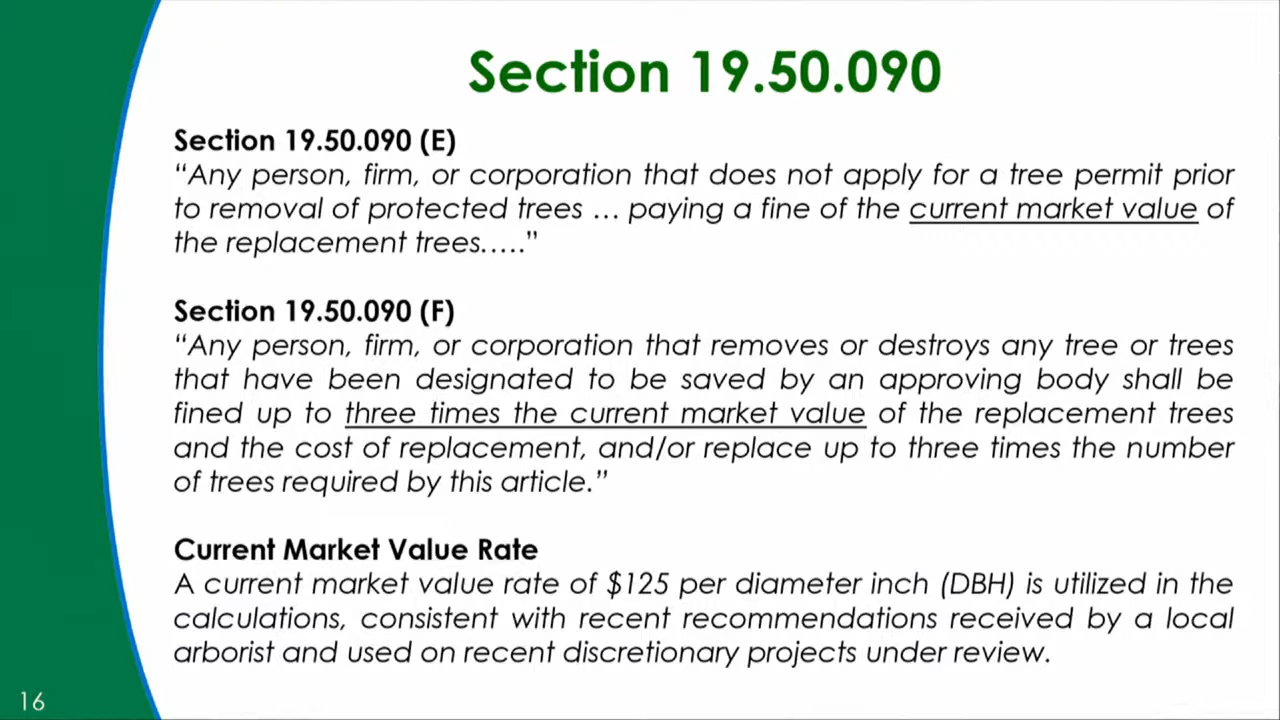 Section 19.50.090
Section 19.50.090 (E)
“Any person, firm, or corporation that does not apply for a tree permit prior
to removal of protected trees … paying a fine of the current market value of
the replacement trees…..”
Section 19.50.090 (F)
“Any person, firm, or corporation that removes or destroys any tree or trees
that have been designated to be saved by an approving body shall be
fined up to three times the current market value of the replacement trees
and the cost of replacement, and/or replace up to three times the number
of trees required by this article.”
Current Market Value Rate
A current market value rate of $125 per diameter inch (DBH) is utilized in the
calculations, consistent with recent recommendations received by a local
arborist and used on recent discretionary projects under review.
16